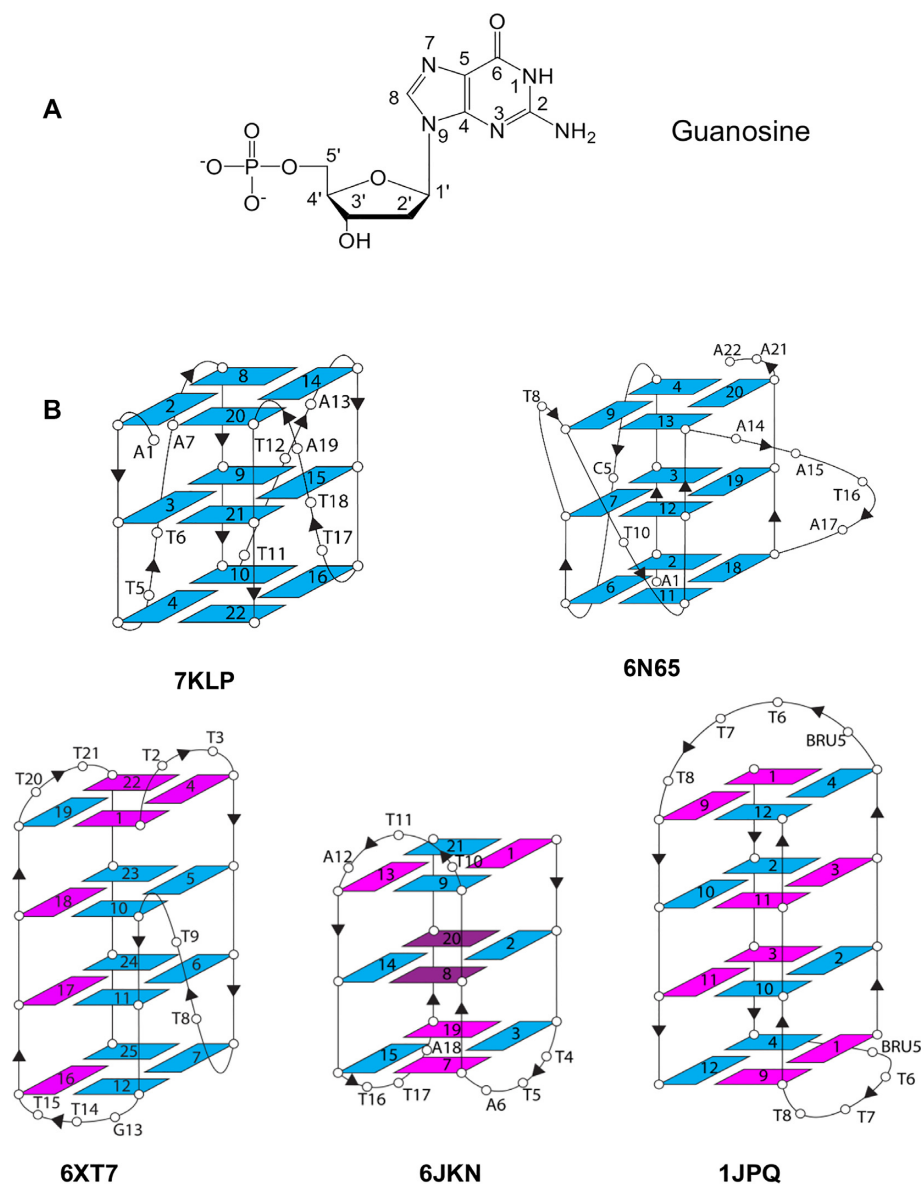 A
Guanosine
O
7
5
6
N
1
NH
8
2
O
4
3
N
NH2
N
9
-O
P
O
5'
O
O-
4'
3'
2'
1'
OH
B
8
14
2
20
A13
A1
A7
T12
A19
9
15
3
21
T18
T6
T17
T11
T5
10
16
4
22
7KLP
A22
A21
4
20
T8
9
13
A14
A15
C5
3
19
T16
7
12
A17
T10
2
18
A1
6
11
6N65
T21
T2
T3
T20
22
4
19
1
23
5
18
10
T9
24
6
17
11
T8
25
7
16
12
T15
T14
G13
6XT7
T11
A12
21
T10
1
13
9
20
2
14
8
19
3
A18
15
7
T4
T16
T17
T5
A6
6JKN
T6
T7
BRU5
T8
1
4
9
12
2
3
10
11
3
2
11
10
4
1
BRU5
12
9
T6
T8
T7
1JPQ